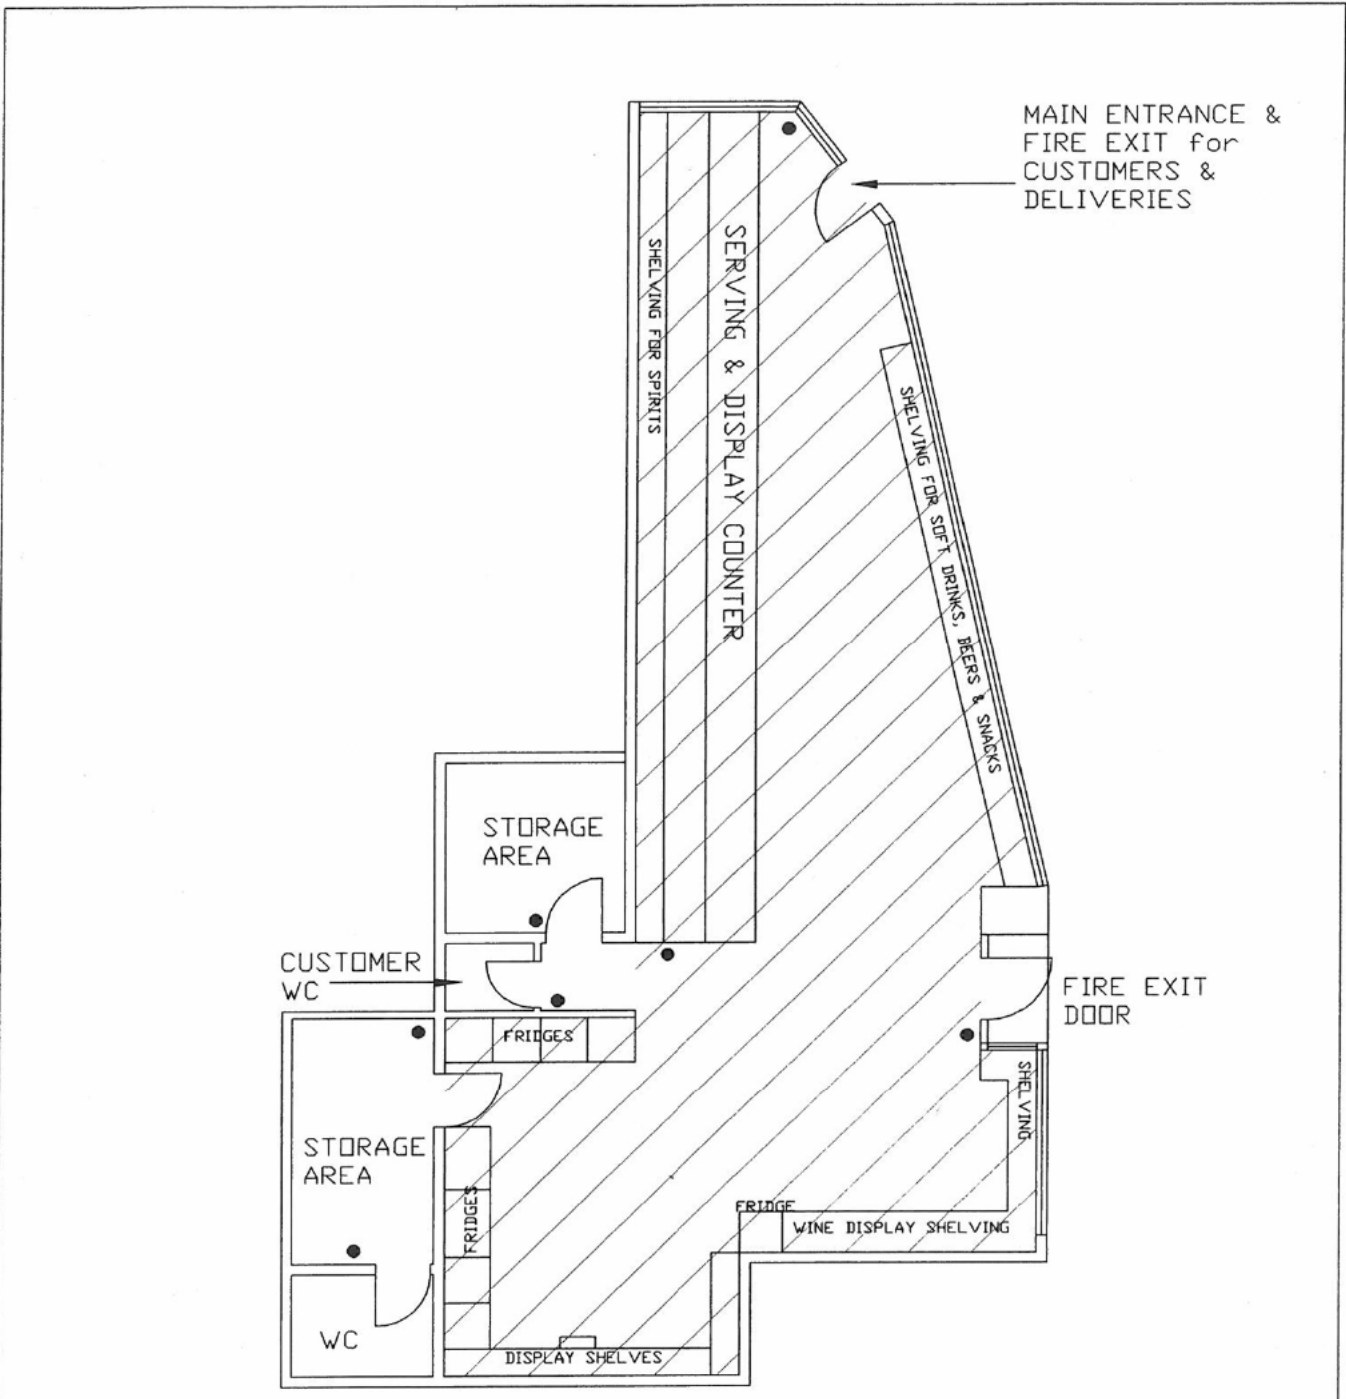 MAIN ENTRANCE &
FIRE EXIT for
CUSTOMERS &
DELIVERIES
SHELVING FOR SPIRITS
SERVING & DISPLAY COUNTER
SHELVING FOR SOFT DRINKS, BEERS & SNACKS
STORAGE
AREA
CUSTOMER
WC
FIRE EXIT
DOOR
FRIDGES
SHELVING
STORAGE
AREA
FRIDGES
FRIDGE
WINE DISPLAY SHELVING
WC
DISPLAY SHELVES